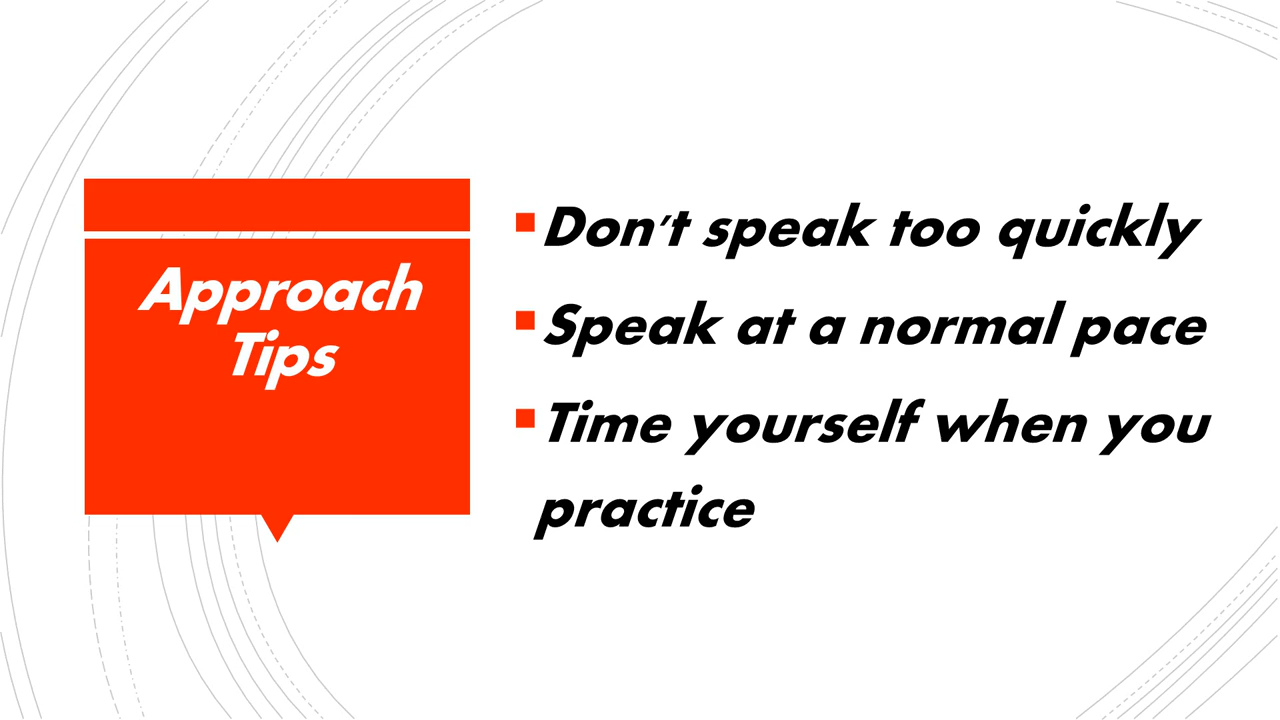 Approach
Tips
Don't speak too quickly
Speak at a normal pace
Time yourself when you
practice